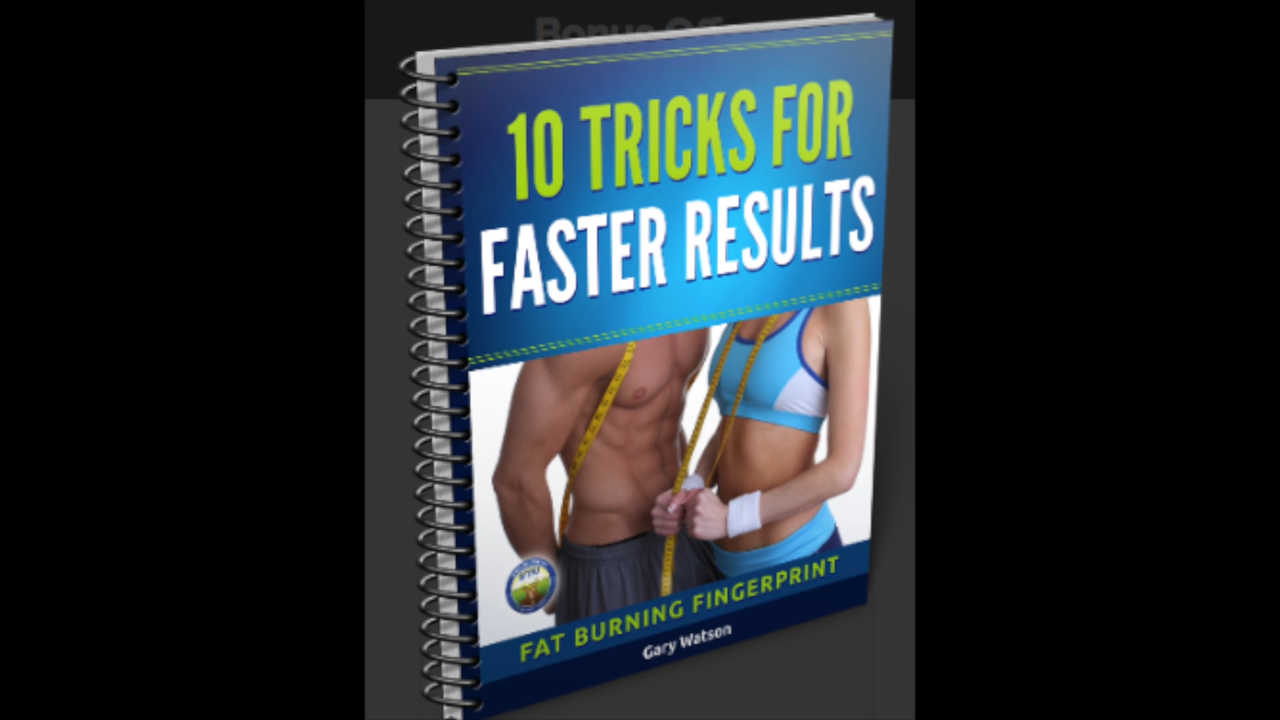 10 TRICKS FOR
FASTER RESULTS
FAT BURNING FINGERPRINT
Gary Watson